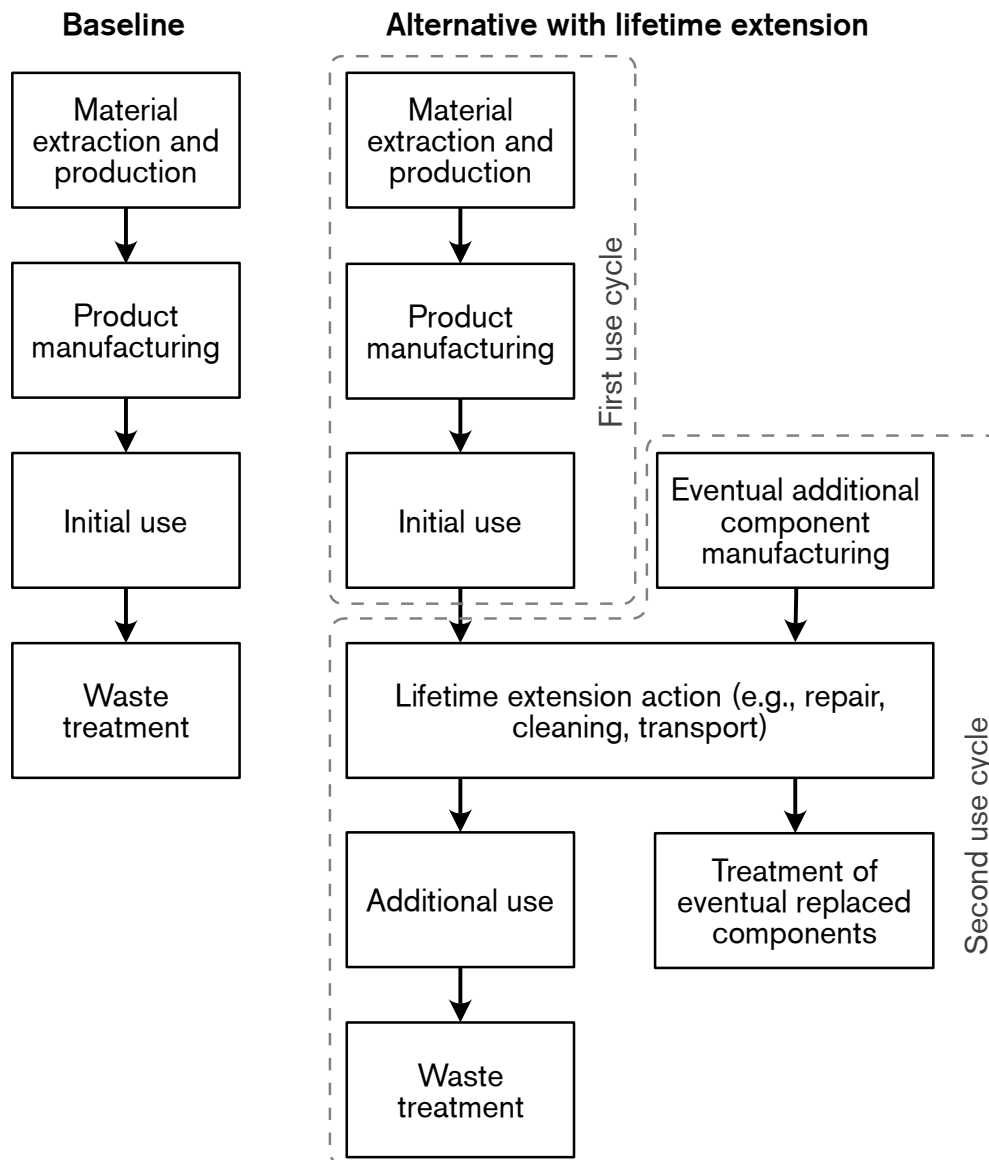 Baseline
Material
extraction and
production
Product
manufacturing
Initial use
Waste
treatment
Alternative with lifetime extension
Material
extraction and
production
Product
manufacturing
Initial use
First use cycle
Eventual additional
component
manufacturing
Lifetime extension action (e.g., repair,
cleaning, transport)
Additional use
Treatment of
eventual replaced
components
Waste
treatment
Second use cycle